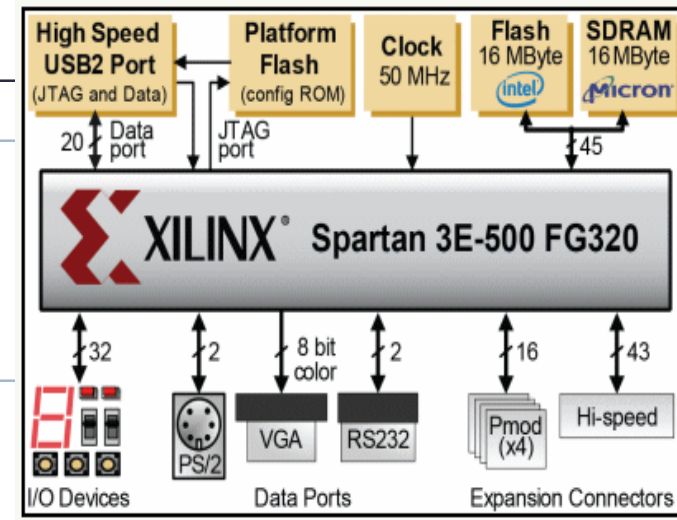 High Speed
USB2 Port
(JTAG and Data)
Platform
Flash
(config ROM)
Clock
50 MHz
Flash
16 MByte
intel
SDRAM
16 MByte
Micron
20
Data
port
JTAG
port
45
XILINX® Spartan 3E-500 FG320
32
2
8 bit
color
2
16
43
PS/2
VGA
RS232
Pmod
(x4)
Hi-speed
I/O Devices
Data Ports
Expansion Connectors